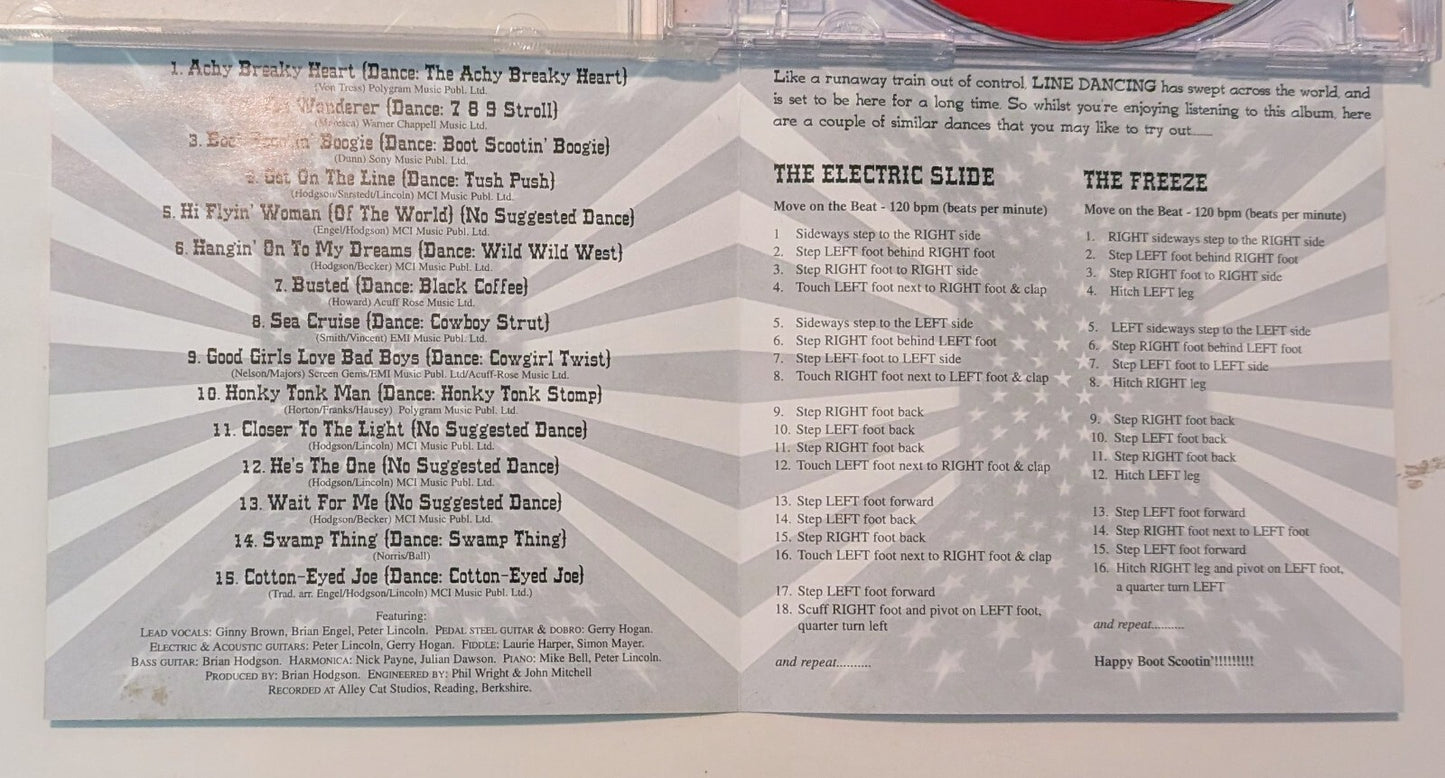 1. Achy Breaky Heart (Dance: The Achy Breaky Heart)
(Von Tress) Polygram Music Publ. Ltd.
Wanderer (Dance: 7 8 9 Stroll)
(Maresca) Warner Chappell Music Ltd.
3. Boot Scootin' Boogie (Dance: Boot Scootin' Boogie)
(Dunn) Sony Music Publ. Ltd.
Get On The Line (Dance: Tush Push)
(Hodgson/Sarstedt/Lincoln) MCI Music Publ. Ltd.
5. Hi Flyin' Woman (Of The World) (No Suggested Dance)
(Engel/Hodgson) MCI Music Publ. Ltd.
6. Hangin' On To My Dreams (Dance: Wild Wild West)
(Hodgson/Becker) MCI Music Publ. Ltd.
7. Busted (Dance: Black Coffee)
(Howard) Acuff Rose Music Ltd.
8. Sea Cruise (Dance: Cowboy Strut)
(Smith/Vincent) EMI Music Publ. Ltd.
9. Good Girls Love Bad Boys (Dance: Cowgirl Twist)
(Nelson/Majors) Screen Gems/EMI Music Publ. Ltd/Acuff-Rose Music Ltd.
10. Honky Tonk Man (Dance: Honky Tonk Stomp)
(Horton/Franks/Hausey) Polygram Music Publ. Ltd.
11. Closer To The Light (No Suggested Dance)
(Hodgson/Lincoln) MCI Music Publ. Ltd.
12. He's The One (No Suggested Dance)
(Hodgson/Lincoln) MCI Music Publ. Ltd.
13. Wait For Me (No Suggested Dance)
(Hodgson/Becker) MCI Music Publ. Ltd.
14. Swamp Thing (Dance: Swamp Thing)
(Norris/Ball)
15. Cotton-Eyed Joe (Dance: Cotton-Eyed Joe)
(Trad. arr. Engel/Hodgson/Lincoln) MCI Music Publ. Ltd.)
Featuring:
LEAD VOCALS: Ginny Brown, Brian Engel, Peter Lincoln. PEDAL STEEL GUITAR & DOBRO: Gerry Hogan.
ELECTRIC & ACOUSTIC GUITARS: Peter Lincoln, Gerry Hogan. FIDDLE: Laurie Harper, Simon Mayer.
BASS GUITAR: Brian Hodgson. HARMONICA: Nick Payne, Julian Dawson. PIANO: Mike Bell, Peter Lincoln.
PRODUCED BY: Brian Hodgson. ENGINEERED BY: Phil Wright & John Mitchell
RECORDED AT Alley Cat Studios, Reading, Berkshire.
Like a runaway train out of control, LINE DANCING has swept across the world, and
is set to be here for a long time. So whilst you're enjoying listening to this album, here
are a couple of similar dances that you may like to try out........
THE ELECTRIC SLIDE
Move on the Beat - 120 bpm (beats per minute)
1 Sideways step to the RIGHT side
2. Step LEFT foot behind RIGHT foot
3. Step RIGHT foot to RIGHT side
4. Touch LEFT foot next to RIGHT foot & clap
5. Sideways step to the LEFT side
6. Step RIGHT foot behind LEFT foot
7. Step LEFT foot to LEFT side
8. Touch RIGHT foot next to LEFT foot & clap
9. Step RIGHT foot back
10. Step LEFT foot back
11. Step RIGHT foot back
12. Touch LEFT foot next to RIGHT foot & clap
13. Step LEFT foot forward
14. Step LEFT foot back
15. Step RIGHT foot back
16. Touch LEFT foot next to RIGHT foot & clap
17. Step LEFT foot forward
18. Scuff RIGHT foot and pivot on LEFT foot,
quarter turn left
and repeat..........
THE FREEZE
Move on the Beat - 120 bpm (beats per minute)
1. RIGHT sideways step to the RIGHT side
2. Step LEFT foot behind RIGHT foot
3. Step RIGHT foot to RIGHT side
4. Hitch LEFT leg
5. LEFT sideways step to the LEFT side
6. Step RIGHT foot behind LEFT foot
7. Step LEFT foot to LEFT side
8. Hitch RIGHT leg
9. Step RIGHT foot back
10. Step LEFT foot back
11. Step RIGHT foot back
12. Hitch LEFT leg
13. Step LEFT foot forward
14. Step RIGHT foot next to LEFT foot
15. Step LEFT foot forward
16. Hitch RIGHT leg and pivot on LEFT foot,
a quarter turn LEFT
and repeat..........
Happy Boot Scootin'!!!!!!!!!!